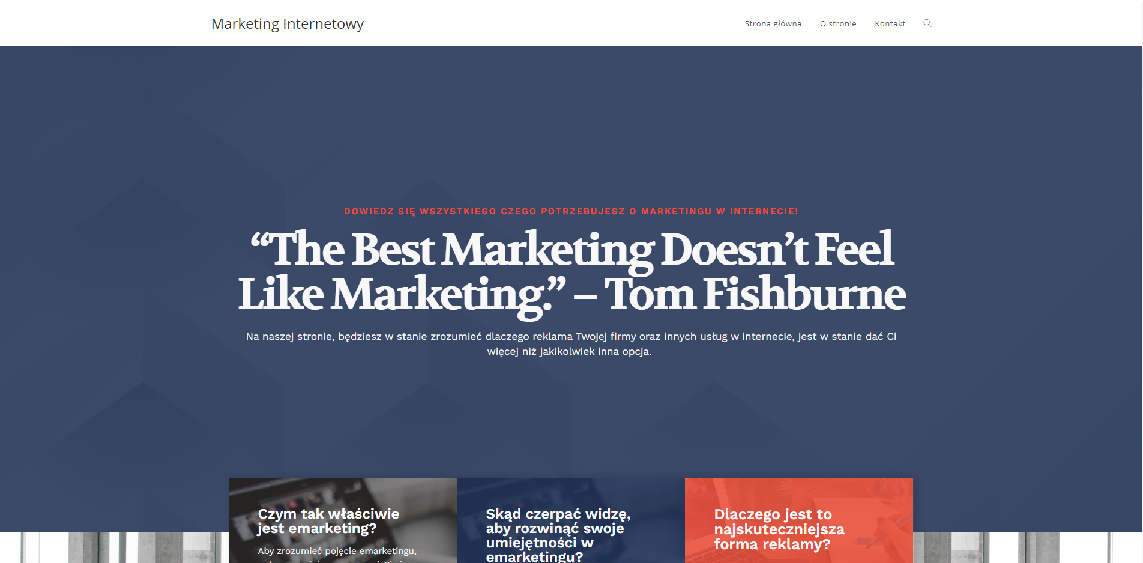 Marketing Internetowy
Strona główna O stronie Kontakt
DOWIEDZ SIĘ WSZYSTKIEGO CZEGO POTRZEBUJESZ O MARKETINGU W INTERNECIE!
“The Best Marketing Doesn’t Feel
Like Marketing.” – Tom Fishburne
Na naszej stronie, będziesz w stanie zrozumieć dlaczego reklama Twojej firmy oraz innych usług w internecie, jest w stanie dać Ci
więcej niż jakikolwiek inna opcja.
Czym tak właściwie
jest emarketing?
Aby zrozumieć pojęcie emarketingu,
Skąd czerpać widzę,
aby rozwinąć swoje
umiejętności w
emarketingu?
Dlaczego jest to
najskuteczniejsza
forma reklamy?